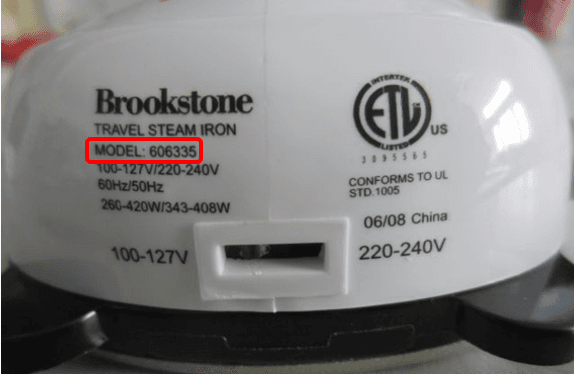 Brookstone
TRAVEL STEAM IRON
MODEL: 606335
100-127V/220-240V
60Hz/50Hz
260-420W/343-408W
INTERTEK
ETL
LISTED
US
3095565
CONFORMS TO UL
STD.1005
06/08 China
100-127V
220-240V